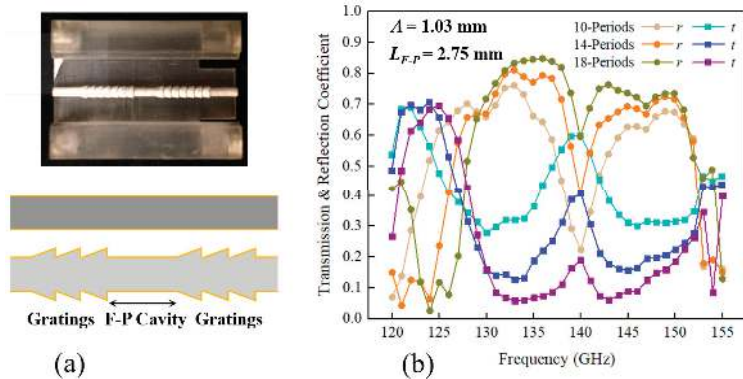 (a)
Gratings F-P Cavity Gratings
Λ = 1.03 mm
L_F-P = 2.75 mm
10-Periods r t
14-Periods r t
18-Periods r t
Transmission & Reflection Coefficient
1.0
0.9
0.8
0.7
0.6
0.5
0.4
0.3
0.2
0.1
0.0
120 125 130 135 140 145 150 155
Frequency (GHz)
(b)